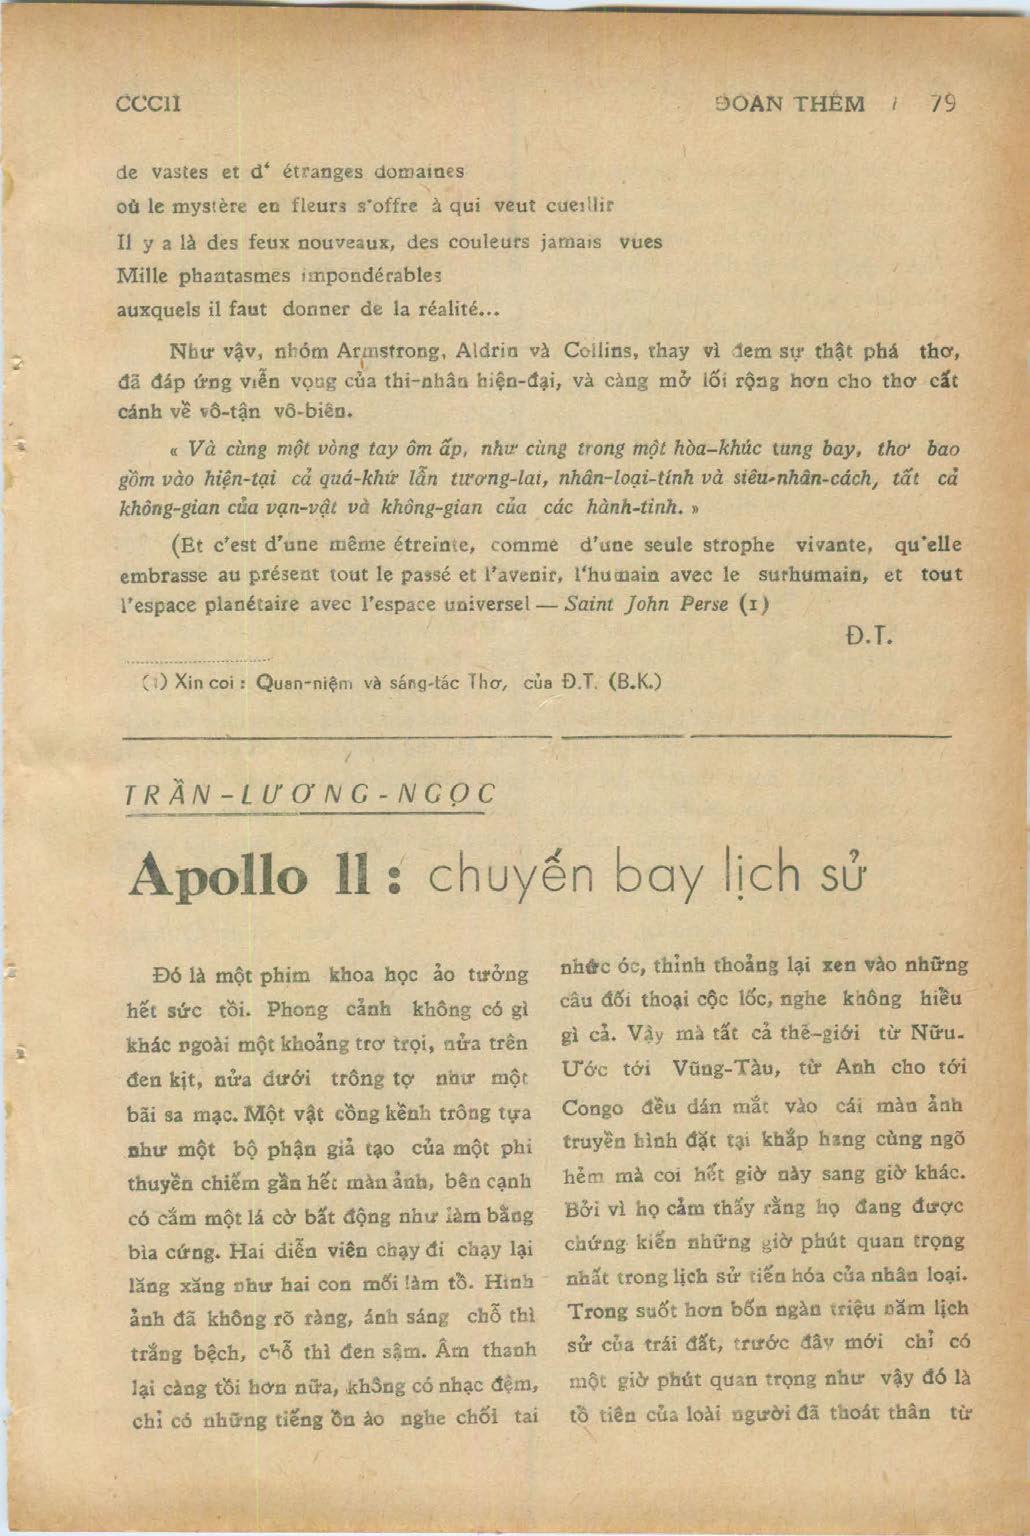 CCCII ĐOÀN THÊM / 79
de vastes et d' étranges domaines
où le mystère en fleurs s'offre à qui veut cueillir
Il y a là des feux nouveaux, des couleurs jamais vues
Mille phantasmes impondérables
auxquels il faut donner de la réalité...
Như vậy, nhóm Armstrong, Aldrin và Collins, thay vì đem sự thật phá thơ,
đã đáp ứng viễn vọng của thi-nhân hiện-đại, và càng mở lối rộng hơn cho thơ cất
cánh về vô-tận vô-biên.
« Và cùng một vòng tay ôm ấp, như cùng trong một hòa-khúc tung bay, thơ bao
gồm vào hiện-tại cả quá-khứ lẫn tương-lai, nhân-loại-tính và siêu-nhân-cách, tất cả
không-gian của vạn-vật và không-gian của các hành-tinh. »
(Et c'est d'une même étreinte, comme d'une seule strophe vivante, qu'elle
embrasse au présent tout le passé et l'avenir, l'humain avec le surhumain, et tout
l'espace planétaire avec l'espace universel — Saint John Perse (1)
Đ.T.
(1) Xin coi : Quan-niệm và sáng-tác Thơ, của Đ.T. (B.K.)
TRẦN-LƯƠNG-NGỌC
Apollo 11 : chuyến bay lịch sử
Đó là một phim khoa học ảo tưởng
hết sức tồi. Phong cảnh không có gì
khác ngoài một khoảng trơ trọi, nửa trên
đen kịt, nửa dưới trông tợ như một
bãi sa mạc. Một vật cồng kềnh trông tựa
như một bộ phận giả tạo của một phi
thuyền chiếm gần hết màn ảnh, bên cạnh
có cắm một lá cờ bất động như làm bằng
bìa cứng. Hai diễn viên chạy đi chạy lại
lăng xăng như hai con mối làm tổ. Hình
ảnh đã không rõ ràng, ánh sáng chỗ thì
trắng bệch, chỗ thì đen sậm. Âm thanh
lại càng tồi hơn nữa, không có nhạc đệm,
chỉ có những tiếng ồn ào nghe chối tai
nhức óc, thỉnh thoảng lại xen vào những
câu đối thoại cộc lốc, nghe không hiểu
gì cả. Vậy mà tất cả thế-giới từ Nữu-
Ước tới Vũng-Tàu, từ Anh cho tới
Congo đều dán mắt vào cái màn ảnh
truyền hình đặt tại khắp hang cùng ngõ
hẻm mà coi hết giờ này sang giờ khác.
Bởi vì họ cảm thấy rằng họ đang được
chứng kiến những giờ phút quan trọng
nhất trong lịch sử tiến hóa của nhân loại.
Trong suốt hơn bốn ngàn triệu năm lịch
sử của trái đất, trước đây mới chỉ có
một giờ phút quan trọng như vậy đó là
tổ tiên của loài người đã thoát thân từ